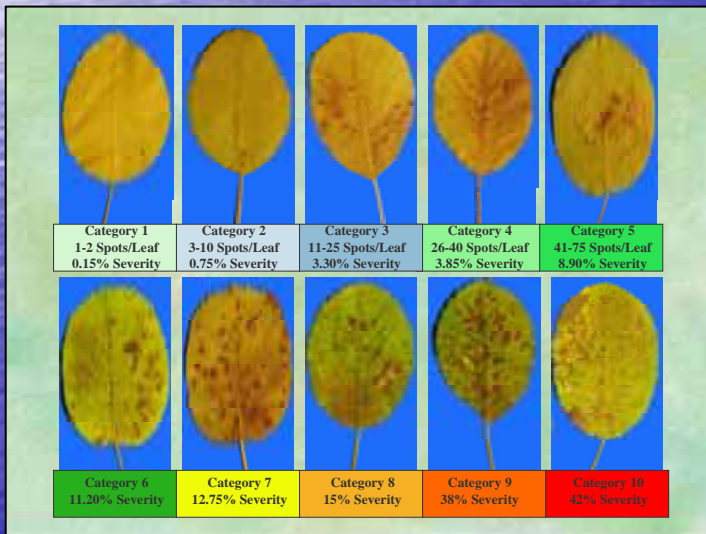 Category 1
1-2 Spots/Leaf
0.15% Severity
Category 2
3-10 Spots/Leaf
0.75% Severity
Category 3
11-25 Spots/Leaf
3.30% Severity
Category 4
26-40 Spots/Leaf
3.85% Severity
Category 5
41-75 Spots/Leaf
8.90% Severity
Category 6
11.20% Severity
Category 7
12.75% Severity
Category 8
15% Severity
Category 9
38% Severity
Category 10
42% Severity